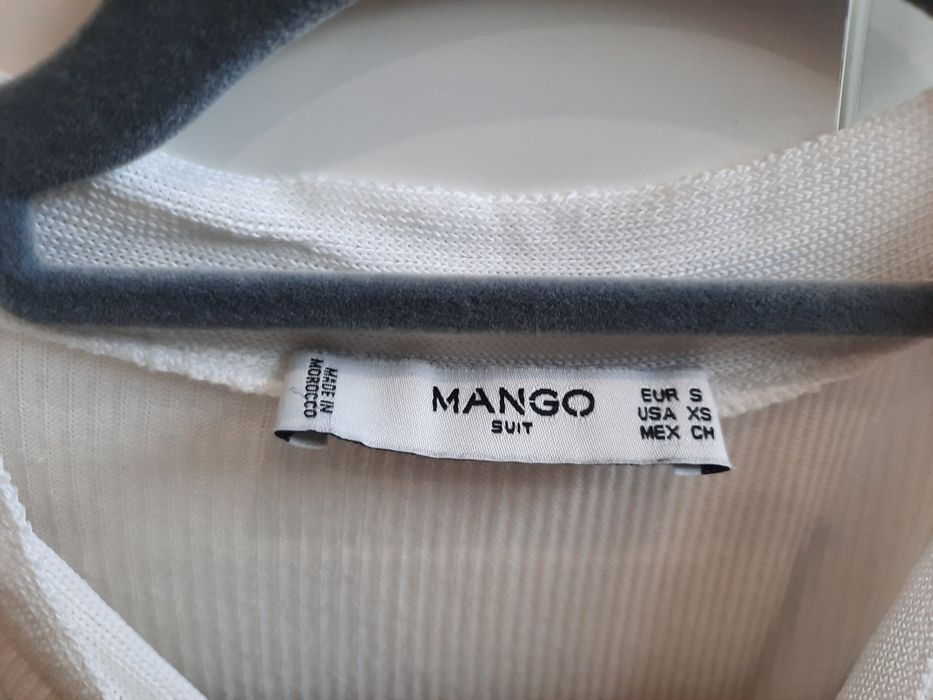 MADE IN
MOROCCO
MANGO
SUIT
EUR S
USA XS
MEX CH